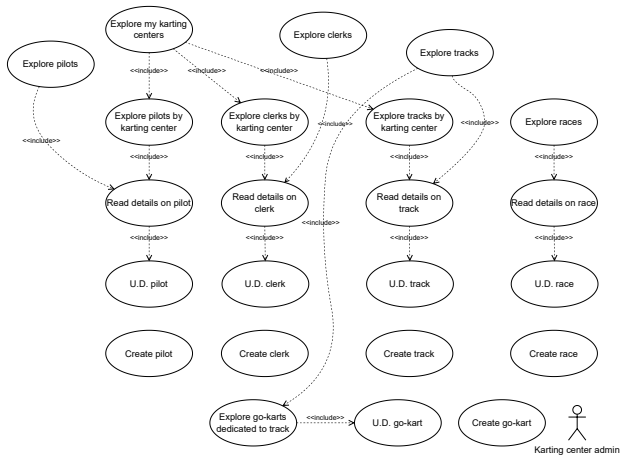 Explore my karting
centers
Explore clerks
Explore tracks
Explore pilots
<<include>>
<<include>>
<<include>>
Explore pilots by
karting center
Explore clerks by
karting center
<<include>>
Explore tracks by
karting center
Explore races
<<include>>
<<include>>
<<include>>
<<include>>
<<include>>
Read details on pilot
Read details on
clerk
Read details on
track
Read details on race
<<include>>
<<include>>
<<include>>
<<include>>
<<include>>
U.D. pilot
U.D. clerk
U.D. track
U.D. race
Create pilot
Create clerk
Create track
Create race
Explore go-karts
dedicated to track
<<include>>
U.D. go-kart
Create go-kart
Karting center admin